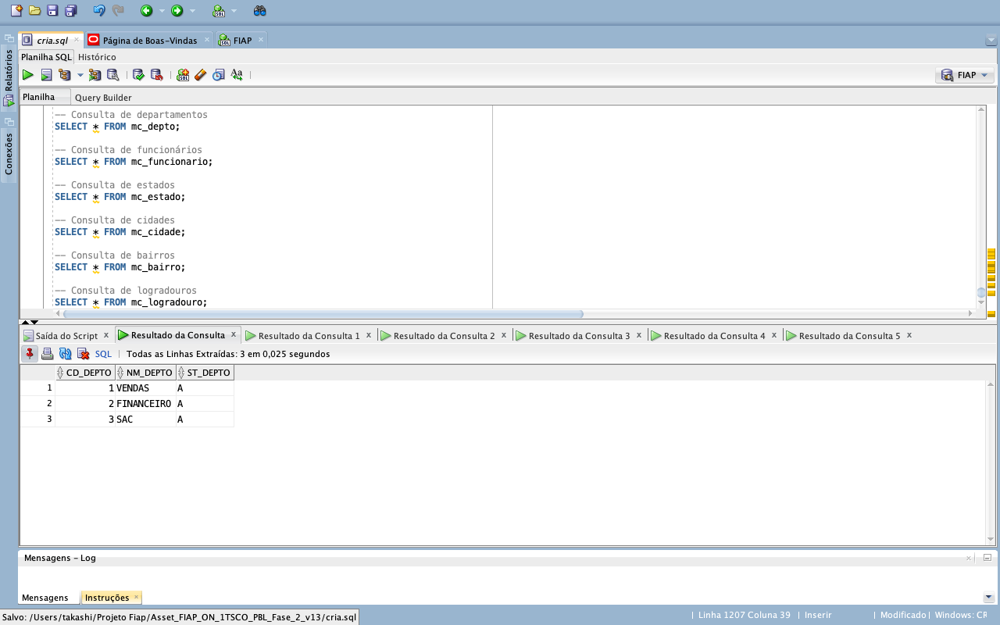 cria.sql
Página de Boas-Vindas
FIAP
Relatórios
Conexões
Planilha SQL Histórico
FIAP
Planilha Query Builder
-- Consulta de departamentos
SELECT * FROM mc_depto;
-- Consulta de funcionários
SELECT * FROM mc_funcionario;
-- Consulta de estados
SELECT * FROM mc_estado;
-- Consulta de cidades
SELECT * FROM mc_cidade;
-- Consulta de bairros
SELECT * FROM mc_bairro;
-- Consulta de logradouros
SELECT * FROM mc_logradouro;
Saída do Script x Resultado da Consulta x Resultado da Consulta 1 x Resultado da Consulta 2 x Resultado da Consulta 3 x Resultado da Consulta 4 x Resultado da Consulta 5 x
SQL | Todas as Linhas Extraídas: 3 em 0,025 segundos
CD_DEPTO NM_DEPTO ST_DEPTO
1 1 VENDAS A
2 2 FINANCEIRO A
3 3 SAC A
Mensagens - Log
Mensagens Instruções
Salvo: /Users/takashi/Projeto Fiap/Asset_FIAP_ON_1TSCO_PBL_Fase_2_v13/cria.sql
| Linha 1207 Coluna 39 | Inserir | Modificado | Windows: CR